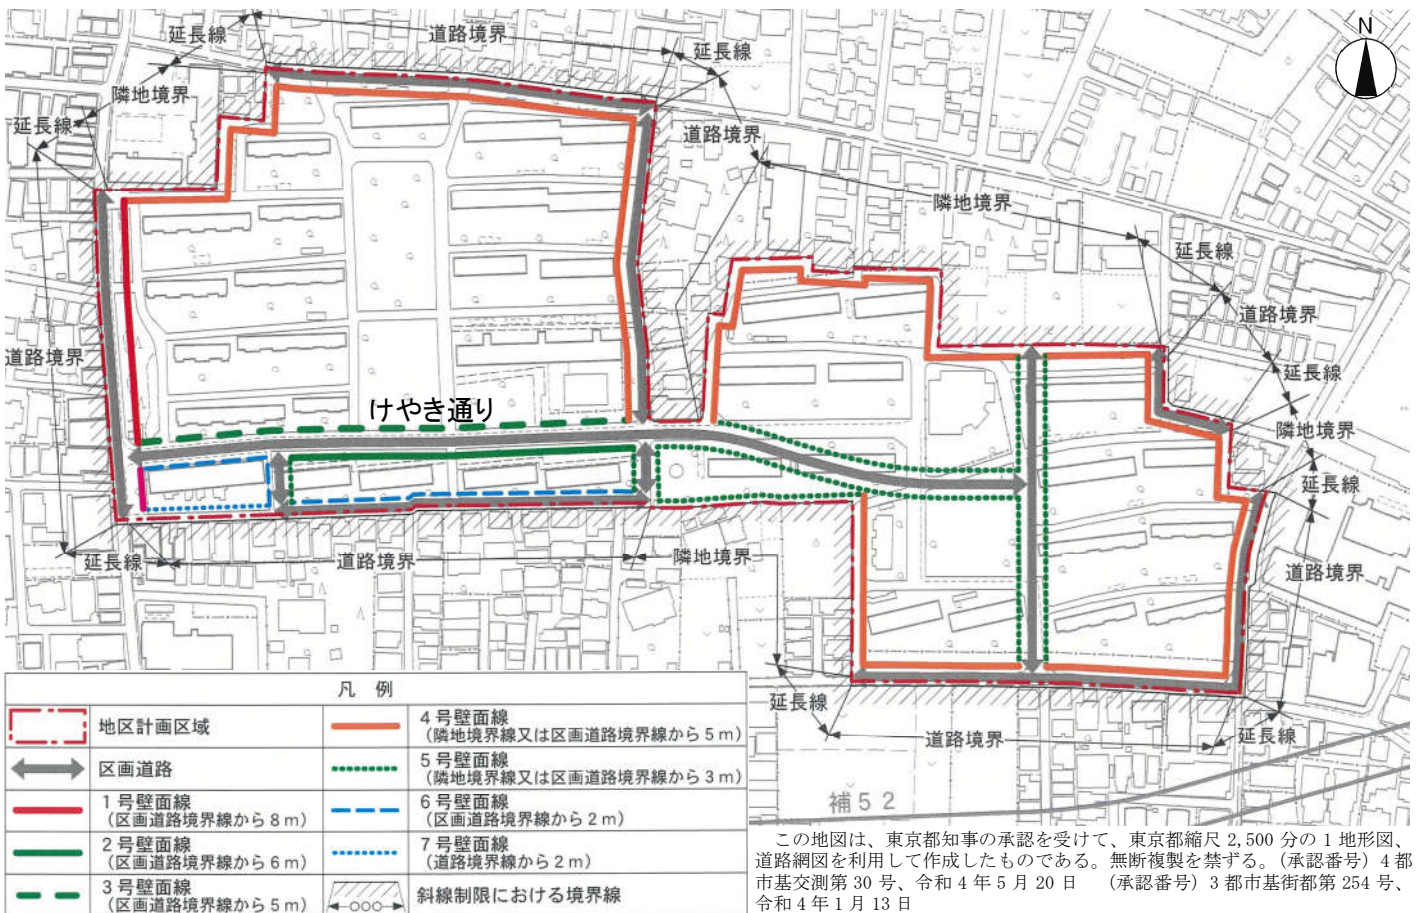 延長線
道路境界
延長線
N
隣地境界
延長線
道路境界
隣地境界
延長線
道路境界
道路境界
延長線
けやき通り
隣地境界
延長線
延長線
道路境界
隣地境界
道路境界
延長線
道路境界
延長線
補52
凡 例
地区計画区域
区画道路
1号壁面線
(区画道路境界線から8m)
2号壁面線
(区画道路境界線から6m)
3号壁面線
(区画道路境界線から5m)
4号壁面線
(隣地境界線又は区画道路境界線から5m)
5号壁面線
(隣地境界線又は区画道路境界線から3m)
6号壁面線
(区画道路境界線から2m)
7号壁面線
(道路境界線から2m)
斜線制限における境界線
この地図は、東京都知事の承認を受けて、東京都縮尺 2,500 分の 1 地形図、
道路網図を利用して作成したものである。無断複製を禁ずる。(承認番号) 4 都
市基交測第 30 号、令和 4 年 5 月 20 日 (承認番号) 3 都市基街都第 254 号、
令和 4 年 1 月 13 日